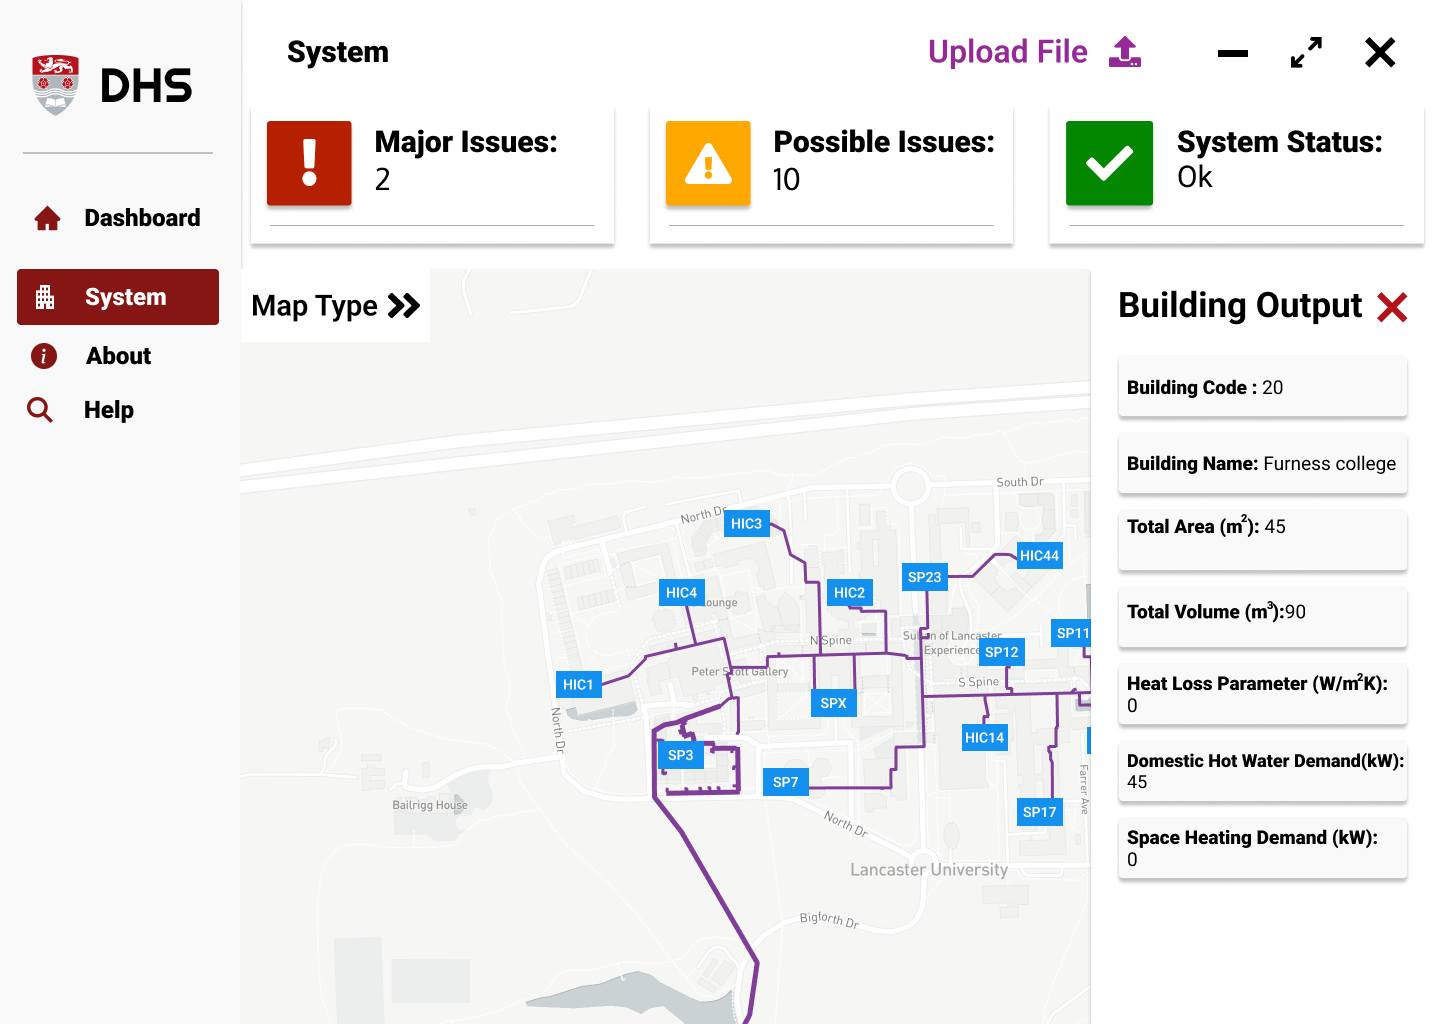 DHS
Dashboard
System
About
Help
System
Upload File
Major Issues:
2
Possible Issues:
10
System Status:
Ok
Map Type
South Dr
North Dr
HIC3
HIC44
SP23
HIC4
HIC2
ounge
N Spine
Sultan of Lancaster
Experience
SP11
SP12
Peter Scott Gallery
S Spine
HIC1
SPX
North Dr
HIC14
SP3
SP7
Farrer Ave
Bailrigg House
SP17
North Dr
Lancaster University
Bigforth Dr
Building Output
Building Code : 20
Building Name: Furness college
Total Area (m²): 45
Total Volume (m³):90
Heat Loss Parameter (W/m²K):
0
Domestic Hot Water Demand(kW):
45
Space Heating Demand (kW):
0